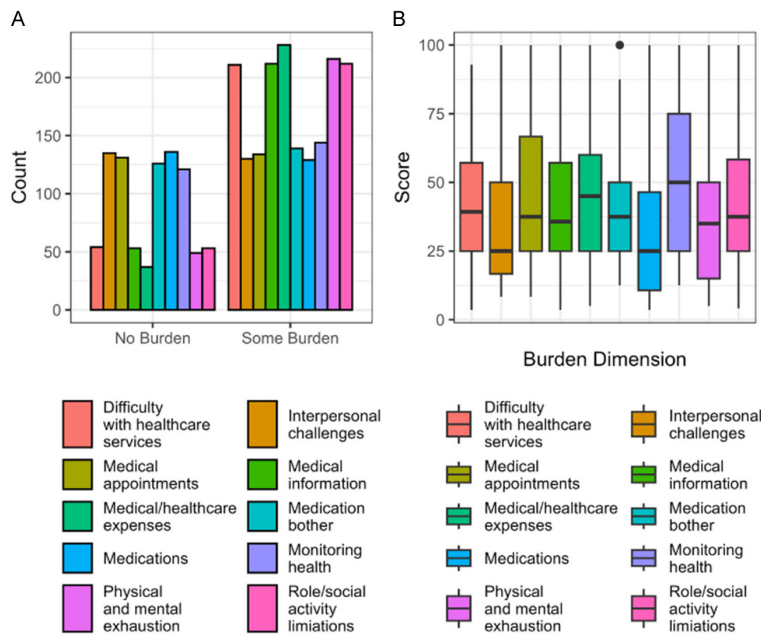 A
Count
200
150
100
50
0
No Burden
Some Burden
B
Score
100
75
50
25
0
Burden Dimension
Difficulty
with healthcare
services
Interpersonal
challenges
Medical
appointments
Medical
information
Medical/healthcare
expenses
Medication
bother
Medications
Monitoring
health
Physical
and mental
exhaustion
Role/social
activity
limiations
Difficulty
with healthcare
services
Interpersonal
challenges
Medical
appointments
Medical
information
Medical/healthcare
expenses
Medication
bother
Medications
Monitoring
health
Physical
and mental
exhaustion
Role/social
activity
limiations